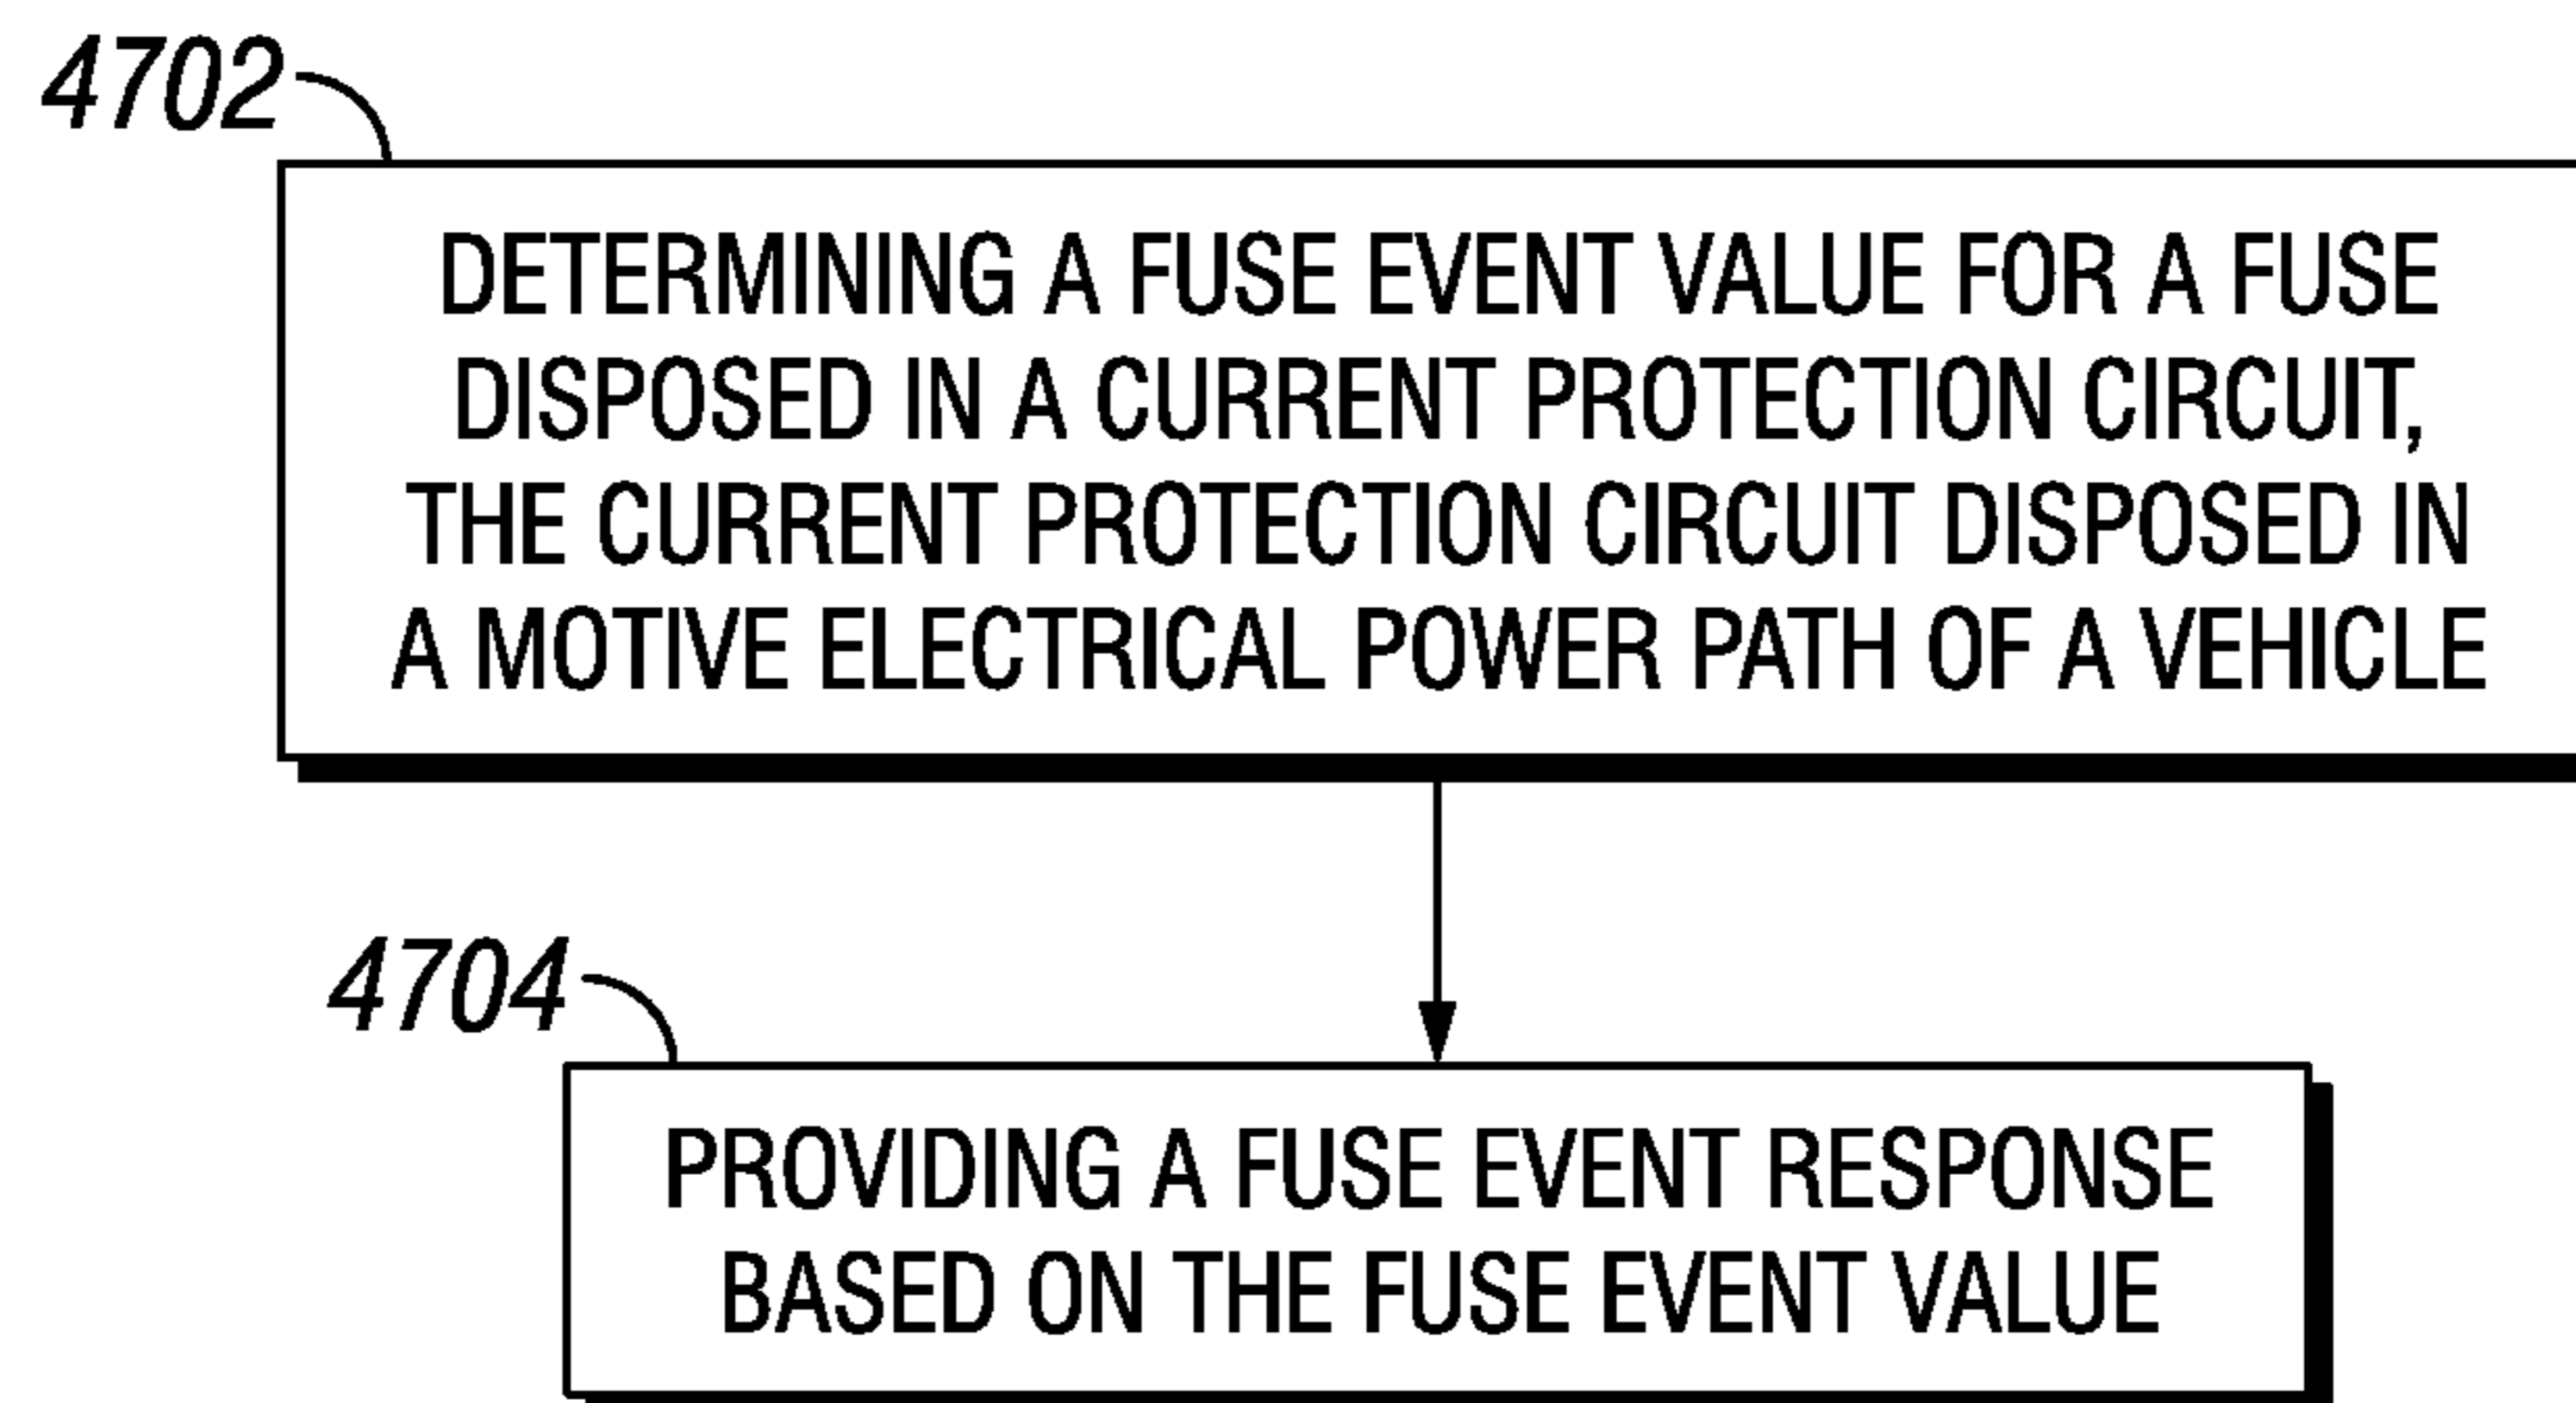 4702
DETERMINING A FUSE EVENT VALUE FOR A FUSE
DISPOSED IN A CURRENT PROTECTION CIRCUIT,
THE CURRENT PROTECTION CIRCUIT DISPOSED IN
A MOTIVE ELECTRICAL POWER PATH OF A VEHICLE
4704
PROVIDING A FUSE EVENT RESPONSE
BASED ON THE FUSE EVENT VALUE